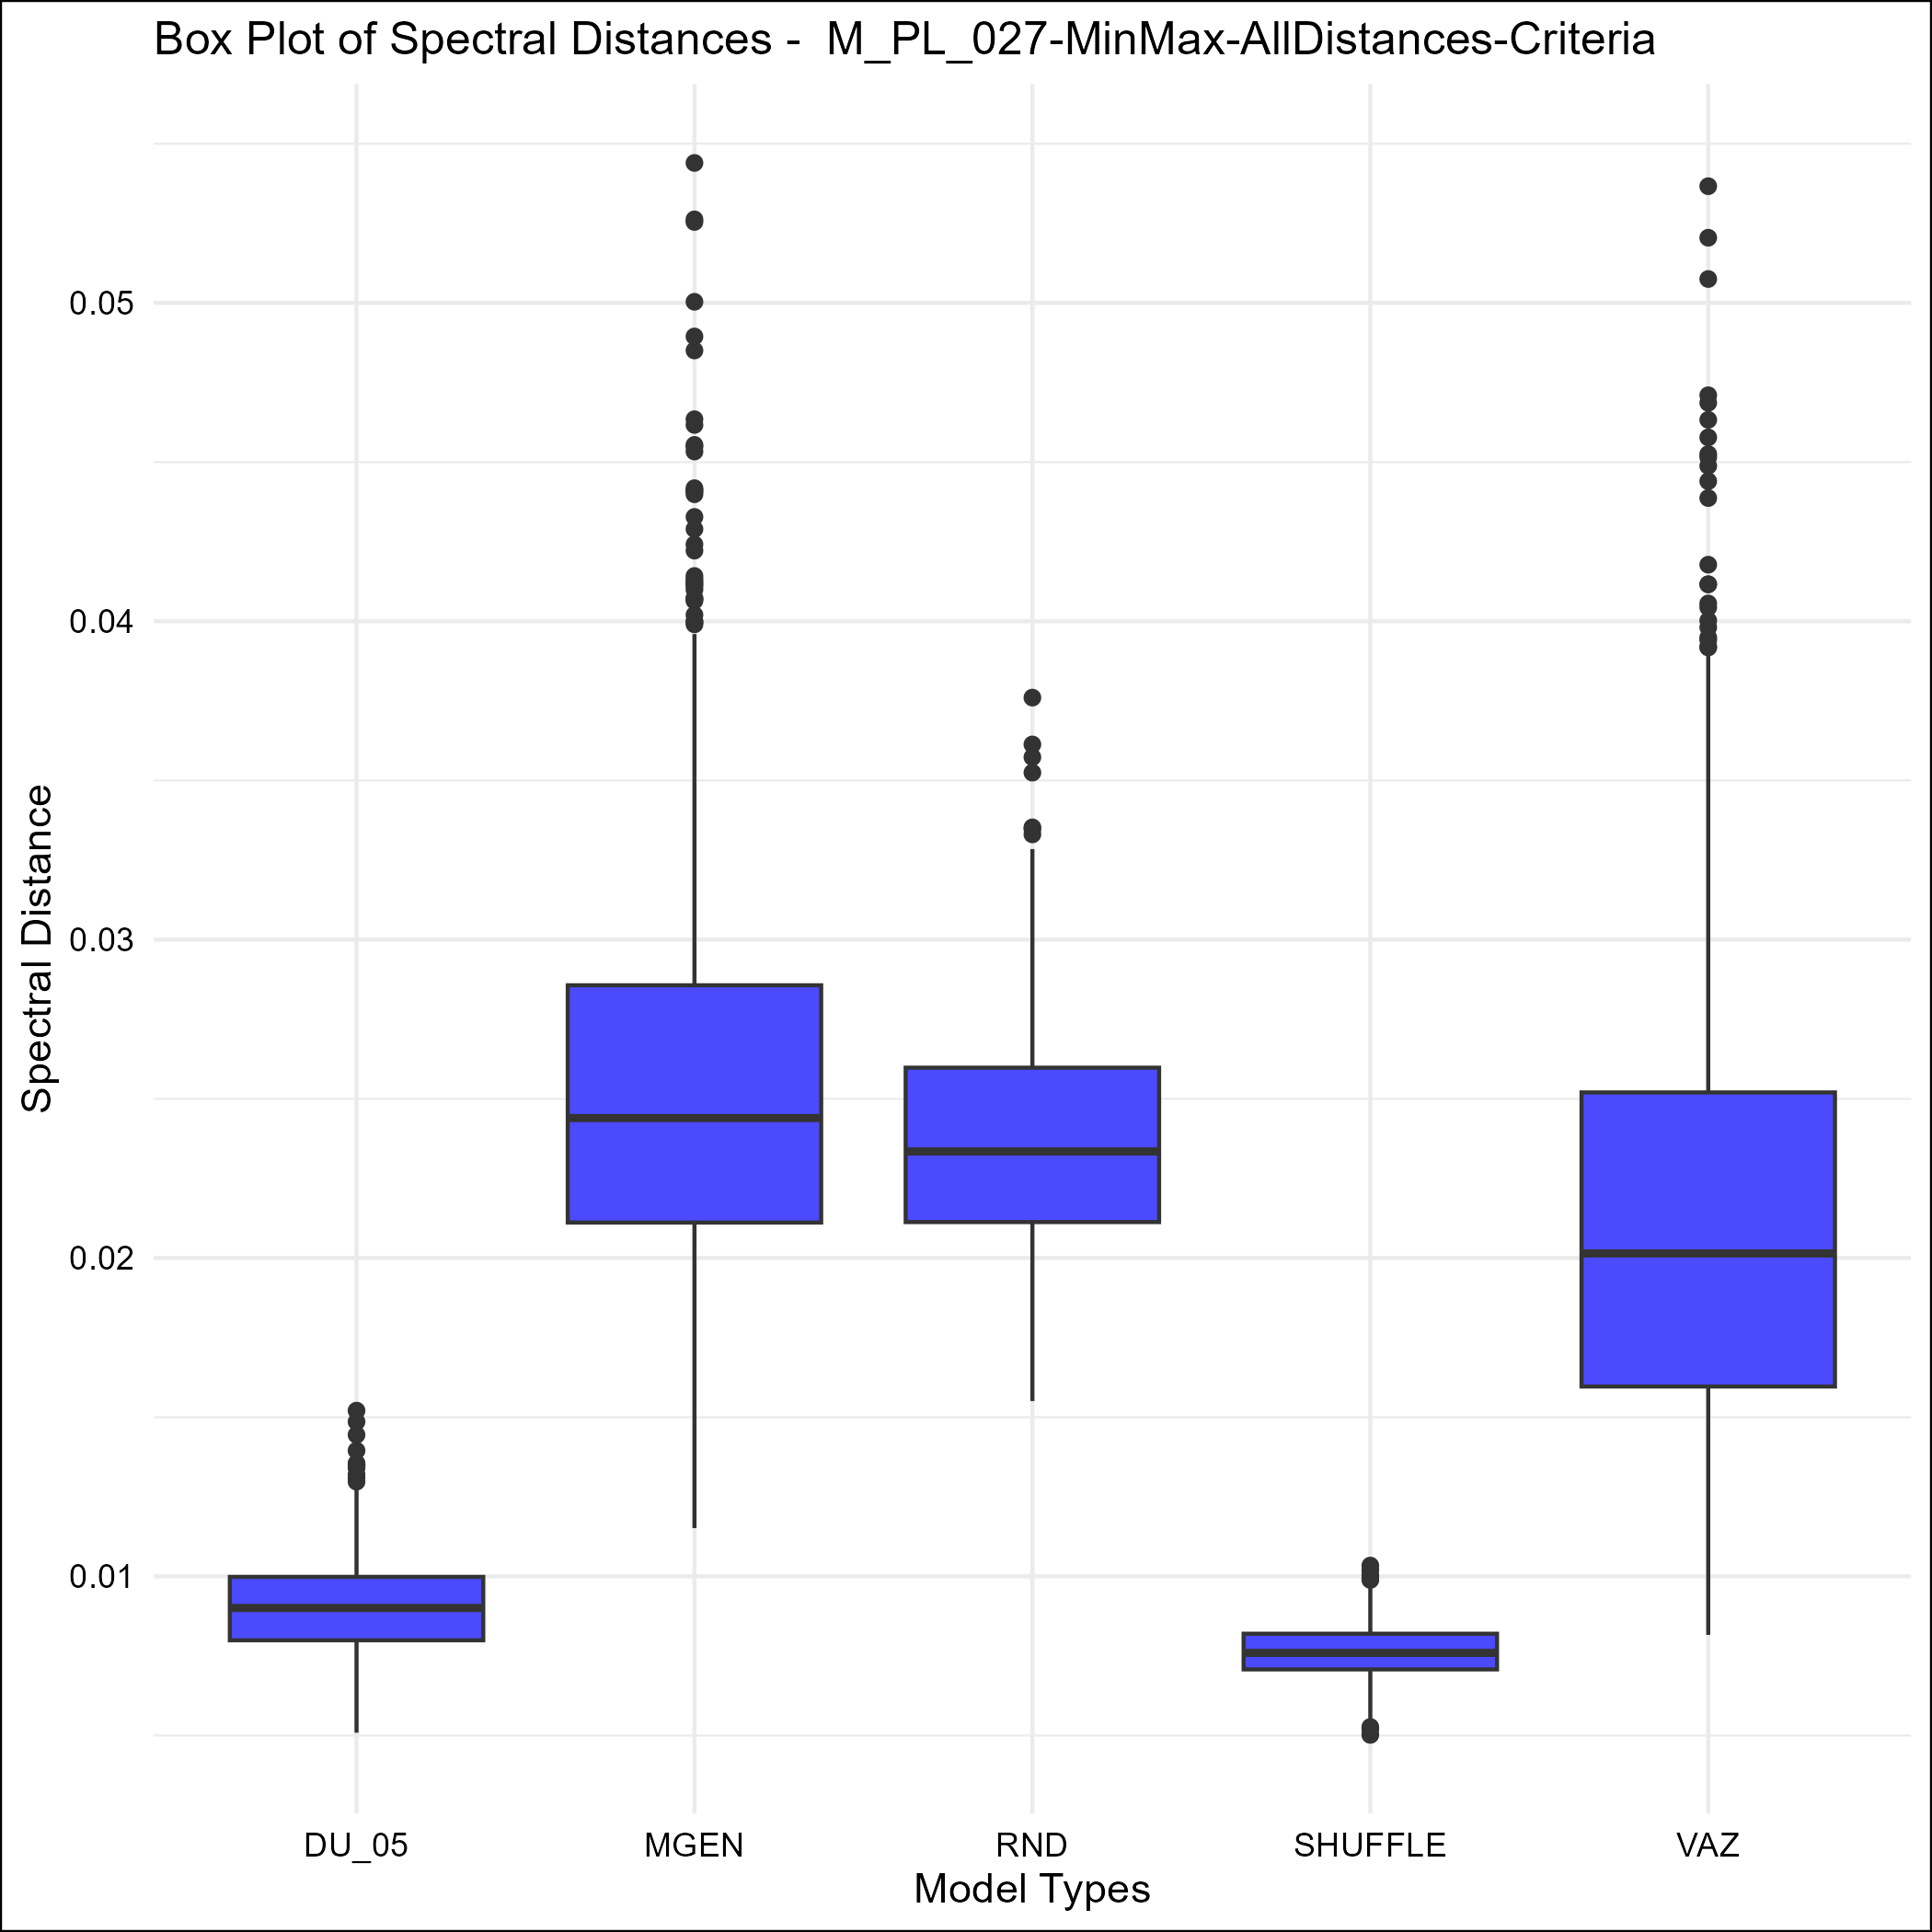 Box Plot of Spectral Distances -  M_PL_027-MinMax-AllDistances-Criteria
Spectral Distance
0.05
0.04
0.03
0.02
0.01
DU_05
MGEN
RND
SHUFFLE
VAZ
Model Types